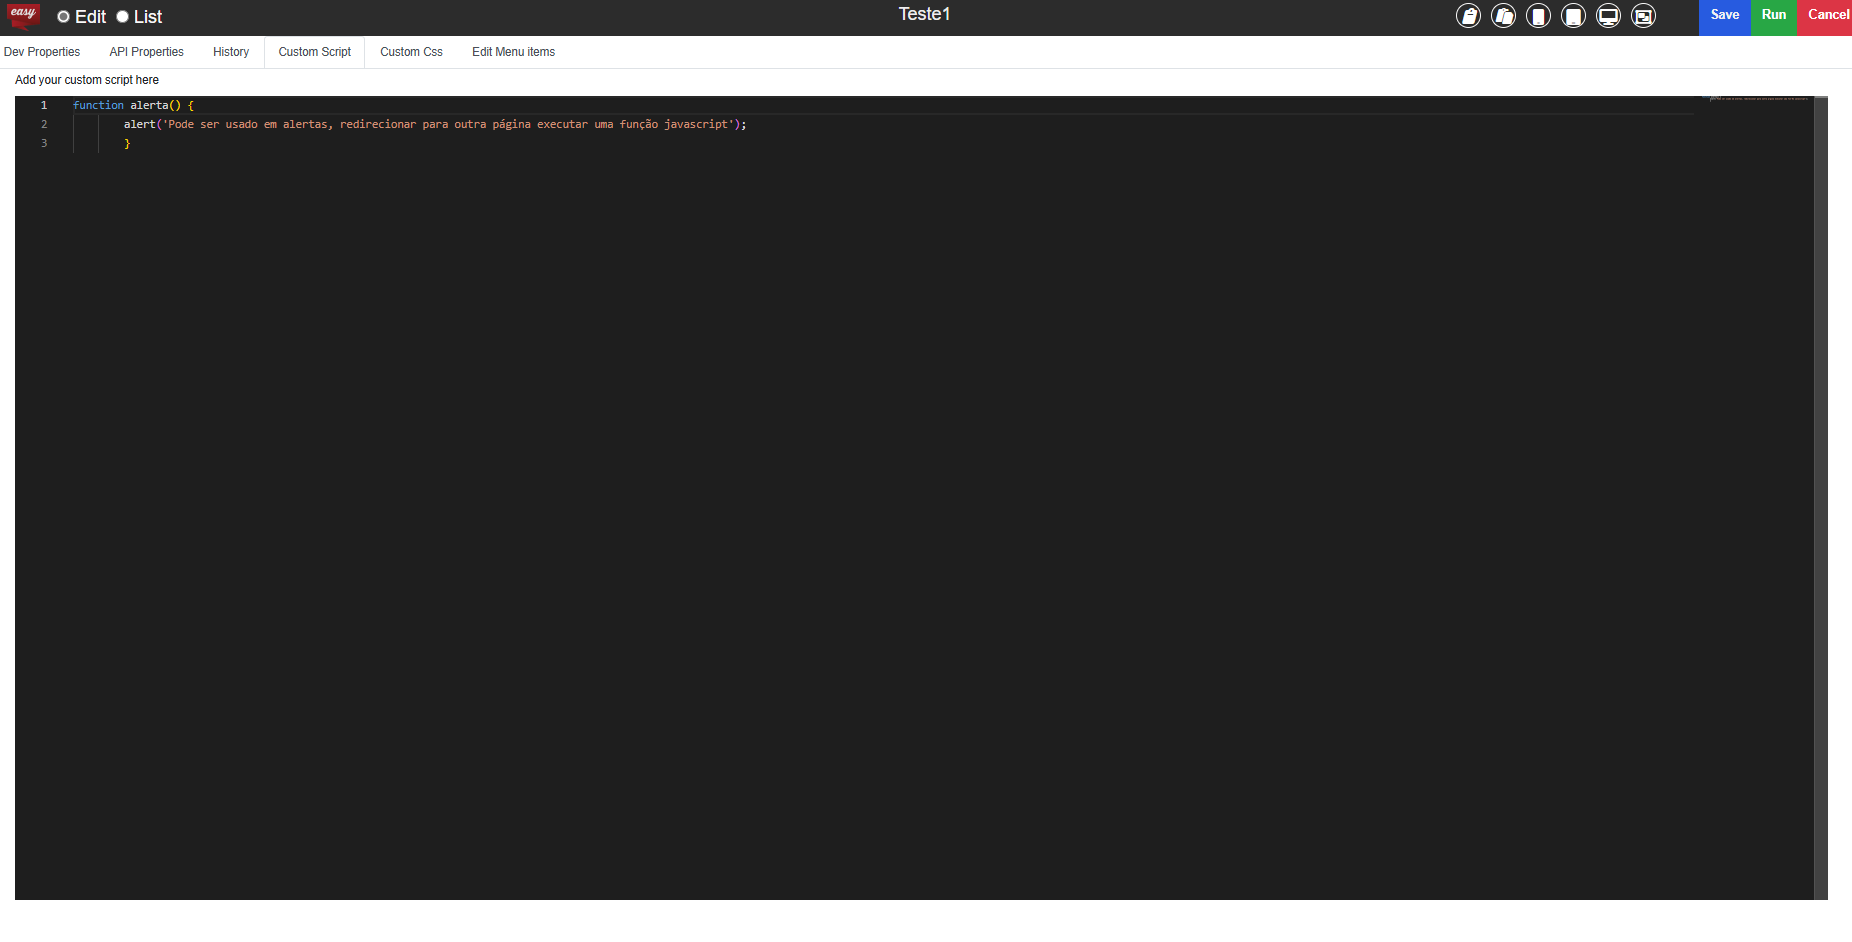 easy
Edit List
Teste1
Save Run Cancel
Dev Properties API Properties History Custom Script Custom Css Edit Menu items
Add your custom script here
1 function alerta() {
2 alert('Pode ser usado em alertas, redirecionar para outra página executar uma função javascript');
3 }